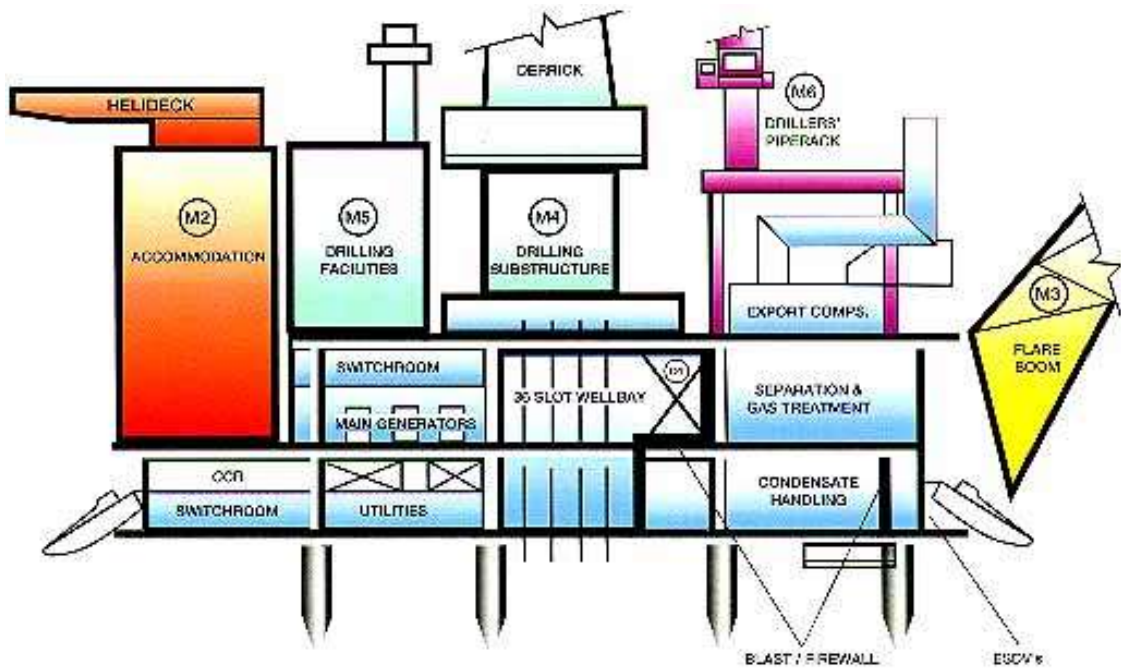 DERRICK
HELIDECK
M6
DRILLERS'
PIPERACK
M2
ACCOMMODATION
M5
DRILLING
FACILITIES
M4
DRILLING
SUBSTRUCTURE
EXPORT COMPS.
M3
FLARE
BOOM
SWITCHROOM
36 SLOT WELLBAY
SEPARATION &
GAS TREATMENT
MAIN GENERATORS
CCR
SWITCHROOM
UTILITIES
CONDENSATE
HANDLING
BLAST / FIREWALL
ESDV's